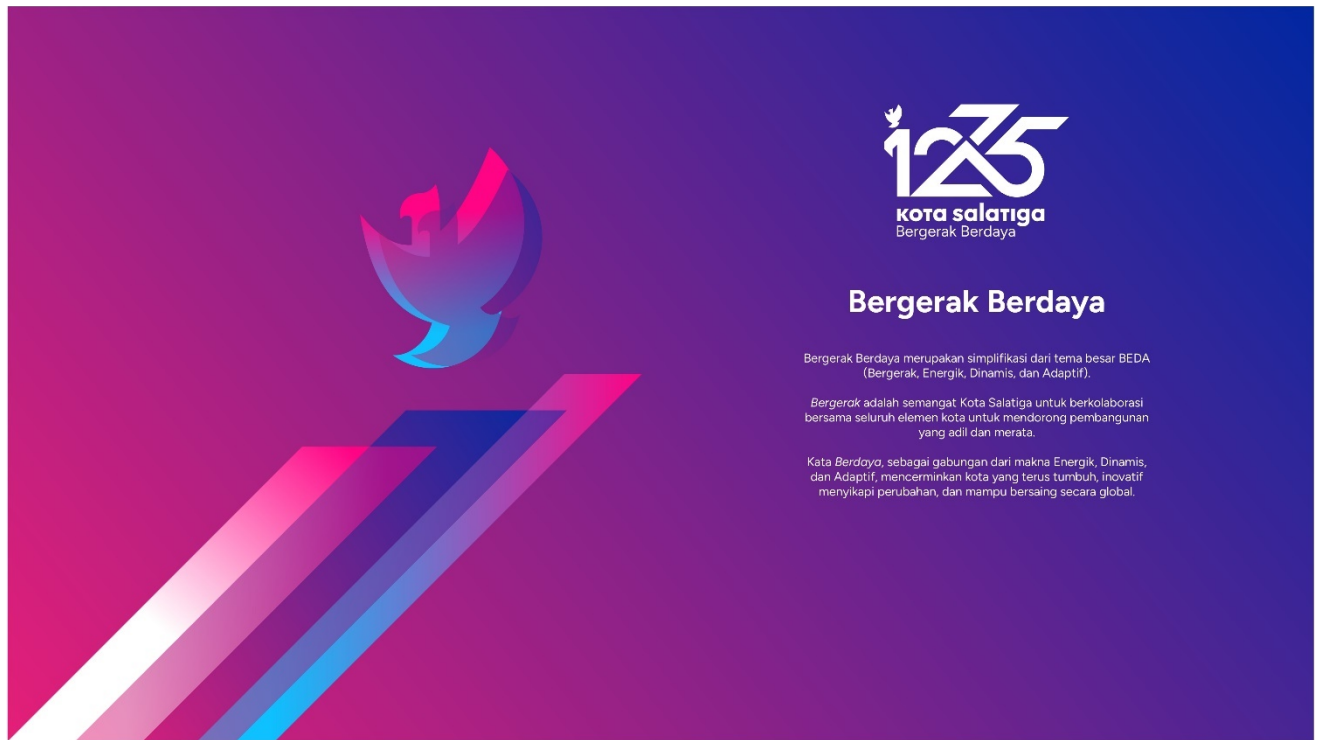 1275
Kota Salatiga
Bergerak Berdaya
Bergerak Berdaya
Bergerak Berdaya merupakan simplifikasi dari tema besar BEDA
(Bergerak, Energik, Dinamis, dan Adaptif).
Bergerak adalah semangat Kota Salatiga untuk berkolaborasi
bersama seluruh elemen kota untuk mendorong pembangunan
yang adil dan merata.
Kata Berdaya, sebagai gabungan dari makna Energik, Dinamis,
dan Adaptif, mencerminkan kota yang terus tumbuh, inovatif
menyikapi perubahan, dan mampu bersaing secara global.